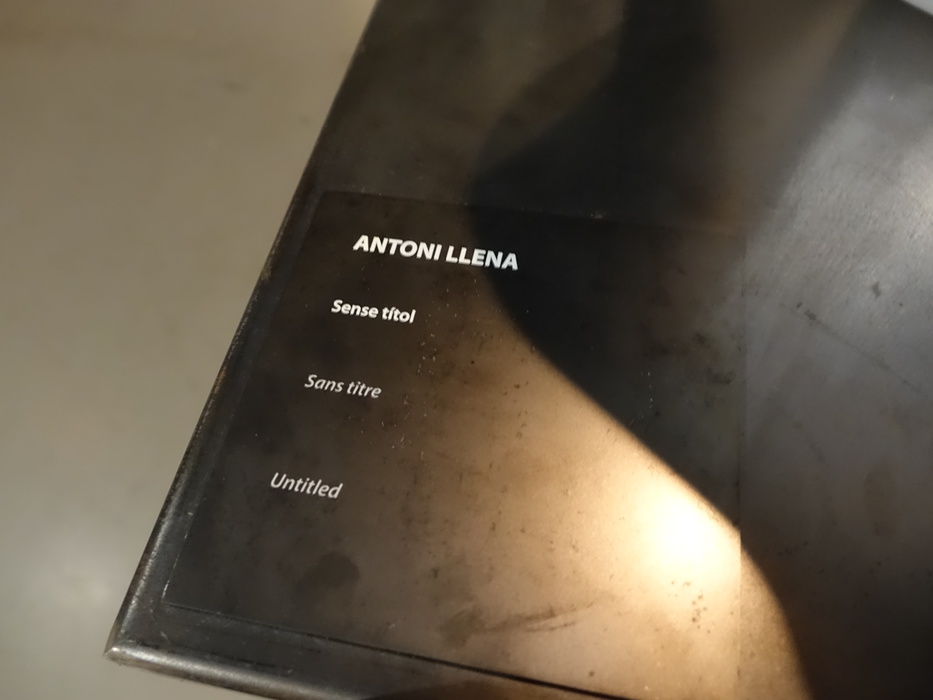 ANTONI LLENA
Sense títol
Sans titre
Untitled